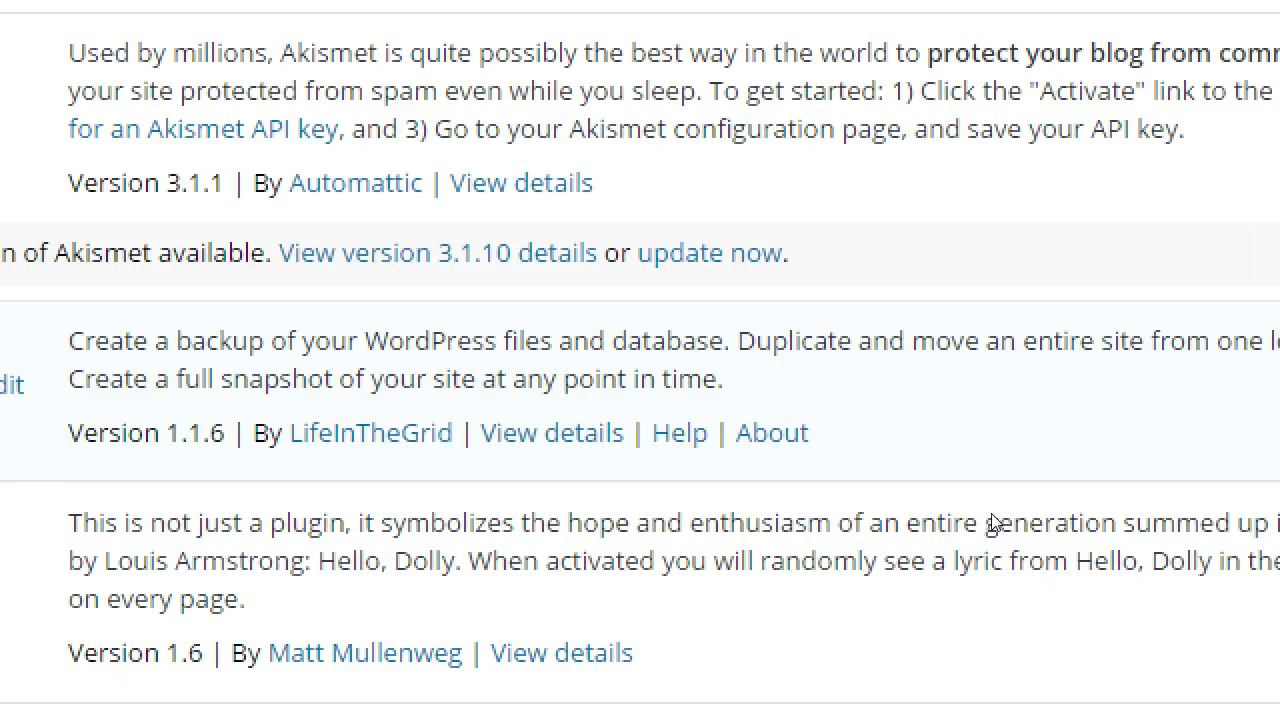 Used by millions, Akismet is quite possibly the best way in the world to protect your blog from
your site protected from spam even while you sleep. To get started: 1) Click the "Activate" link to the
for an Akismet API key, and 3) Go to your Akismet configuration page, and save your API key.
Version 3.1.1 | By Automattic | View details
n of Akismet available. View version 3.1.10 details or update now.
Create a backup of your WordPress files and database. Duplicate and move an entire site from one
dit
Create a full snapshot of your site at any point in time.
Version 1.1.6 | By LifeInTheGrid | View details | Help | About
This is not just a plugin, it symbolizes the hope and enthusiasm of an entire generation summed up
by Louis Armstrong: Hello, Dolly. When activated you will randomly see a lyric from Hello, Dolly in the
on every page.
Version 1.6 | By Matt Mullenweg | View details